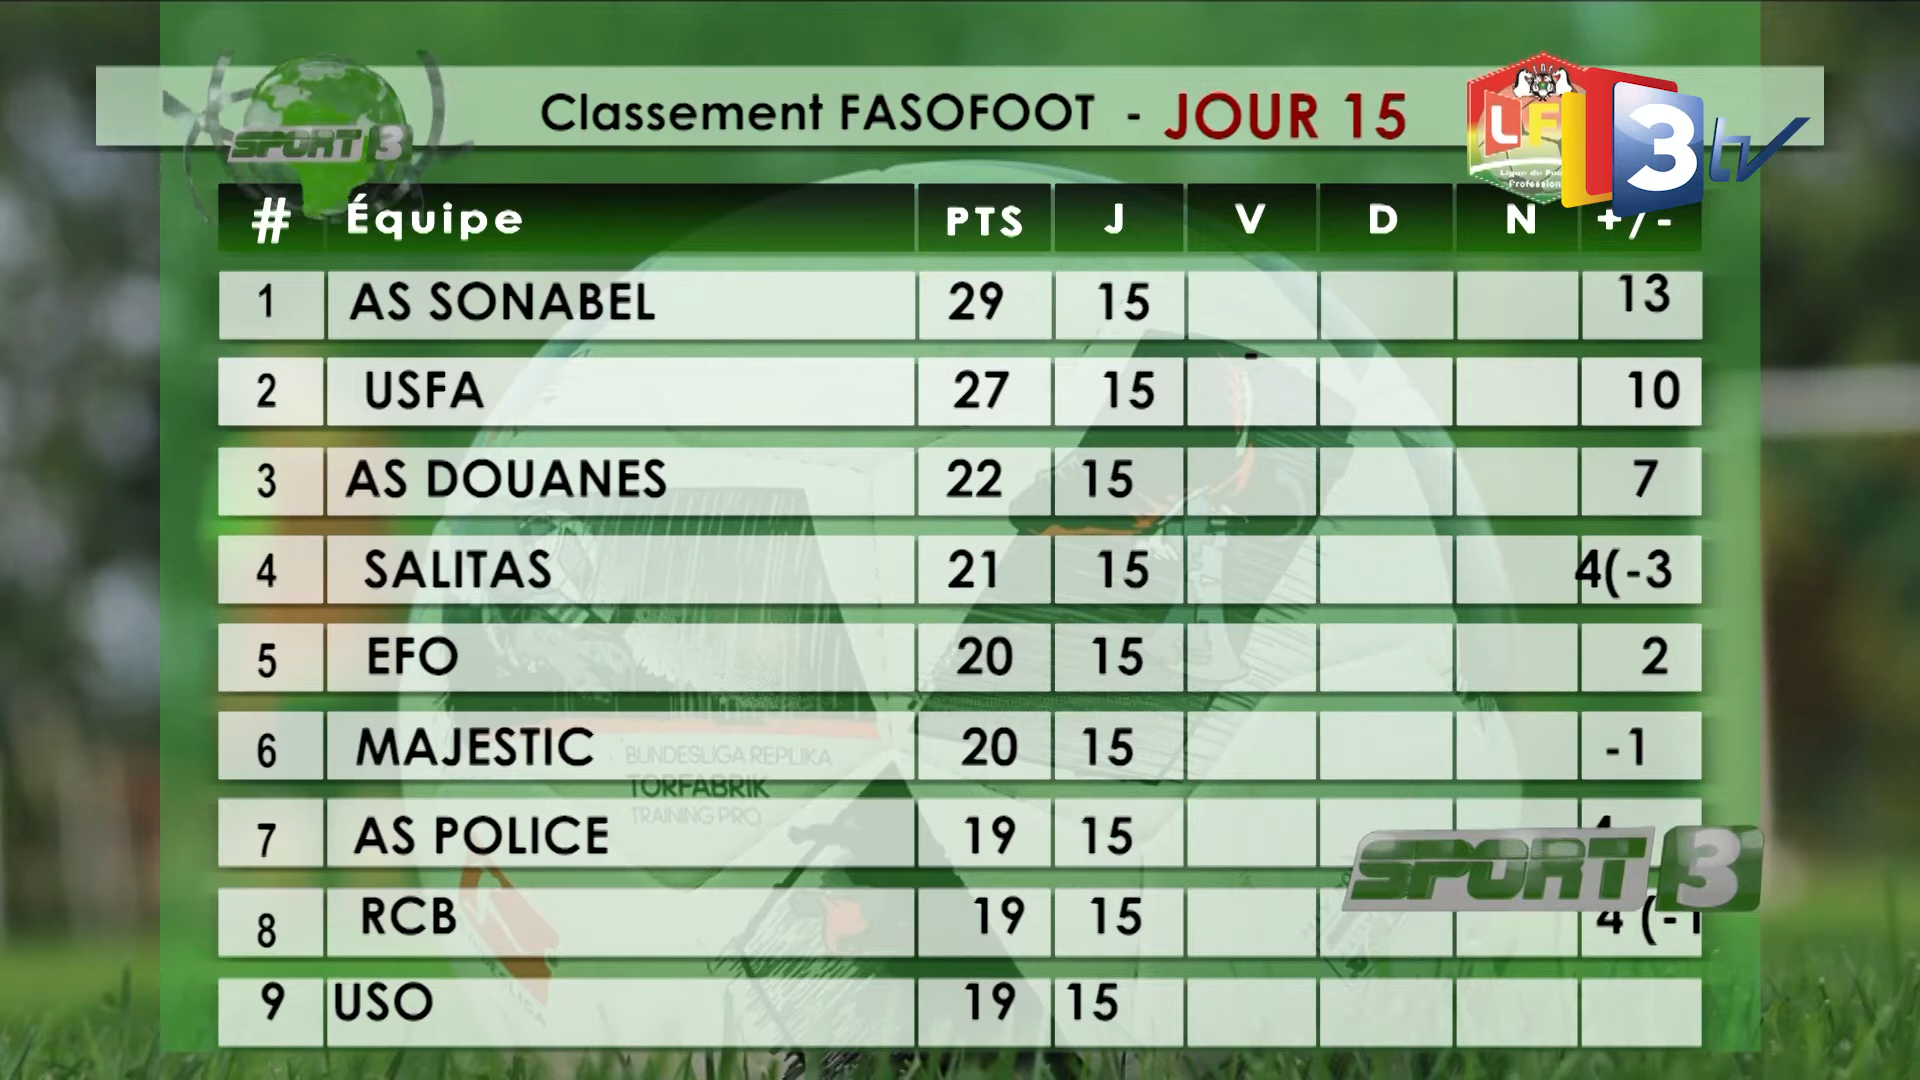 Classement FASOFOOT - JOUR 15
SPORT 3
3tv
# Équipe PTS J V D N +/-
1 AS SONABEL 29 15 13
-
2 USFA 27 15 10
3 AS DOUANES 22 15 7
4 SALITAS 21 15 4(-3
5 EFO 20 15 2
6 MAJESTIC 20 15 -1
BUNDESLIGA REPLIKA
TORFABRIK
TRAINING PRO
7 AS POLICE 19 15
SPORT 3
8 RCB 19 15 4 (-1
9 USO 19 15